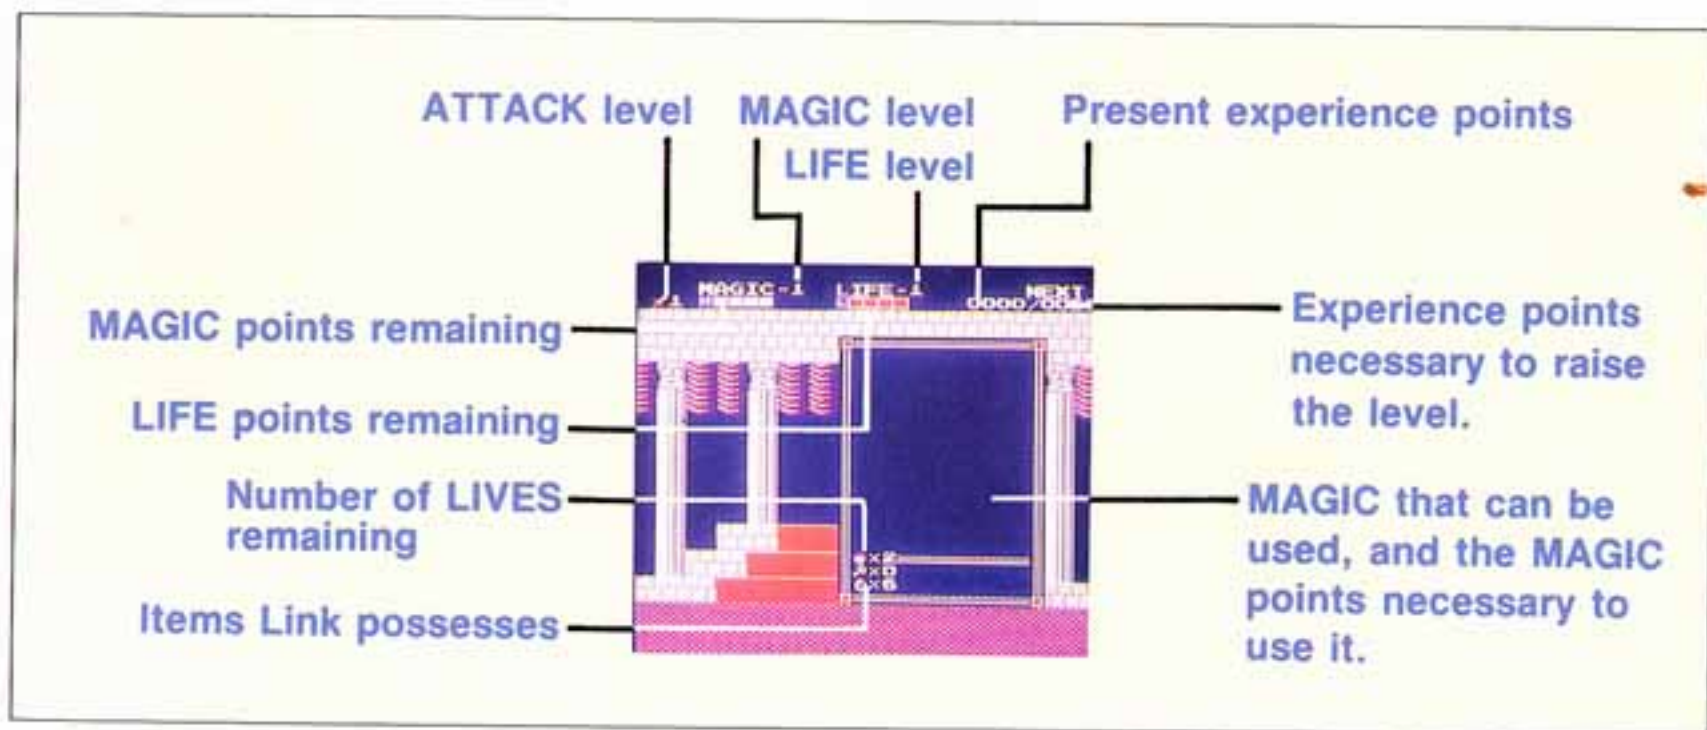 ATTACK level
MAGIC level
LIFE level
Present experience points
MAGIC-1
LIFE-1
NEXT
MAGIC points remaining
Experience points
necessary to raise
the level.
LIFE points remaining
Number of LIVES
remaining
MAGIC that can be
used, and the MAGIC
points necessary to
use it.
Items Link possesses